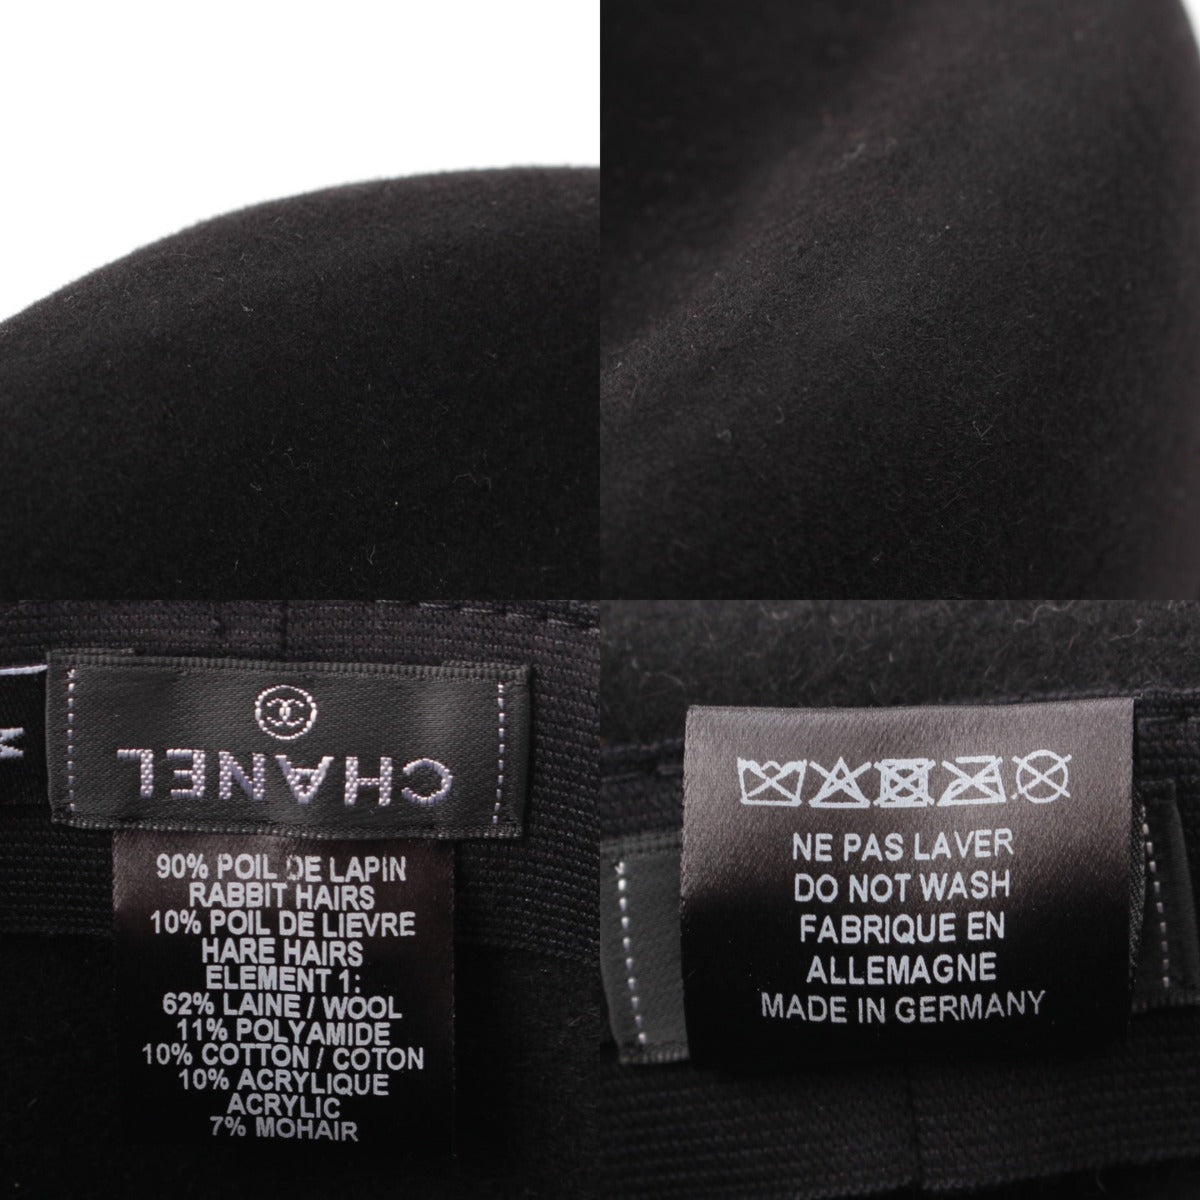 M
CHANEL
90% POIL DE LAPIN
RABBIT HAIRS
10% POIL DE LIEVRE
HARE HAIRS
ELEMENT 1:
62% LAINE / WOOL
11% POLYAMIDE
10% COTTON / COTON
10% ACRYLIQUE
ACRYLIC
7% MOHAIR
NE PAS LAVER
DO NOT WASH
FABRIQUE EN
ALLEMAGNE
MADE IN GERMANY